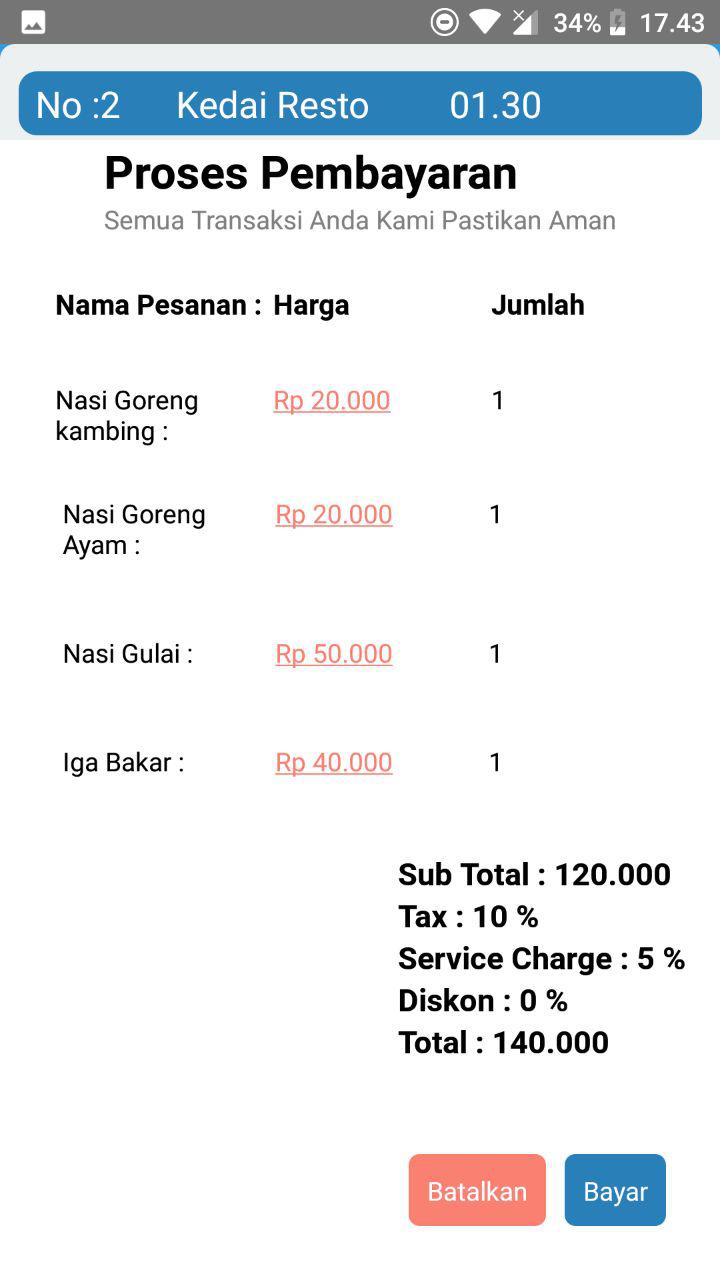 34% 17.43
No :2 Kedai Resto 01.30
Proses Pembayaran
Semua Transaksi Anda Kami Pastikan Aman
Nama Pesanan : Harga Jumlah
Nasi Goreng Rp 20.000 1
kambing :
Nasi Goreng Rp 20.000 1
Ayam :
Nasi Gulai : Rp 50.000 1
Iga Bakar : Rp 40.000 1
Sub Total : 120.000
Tax : 10 %
Service Charge : 5 %
Diskon : 0 %
Total : 140.000
Batalkan Bayar